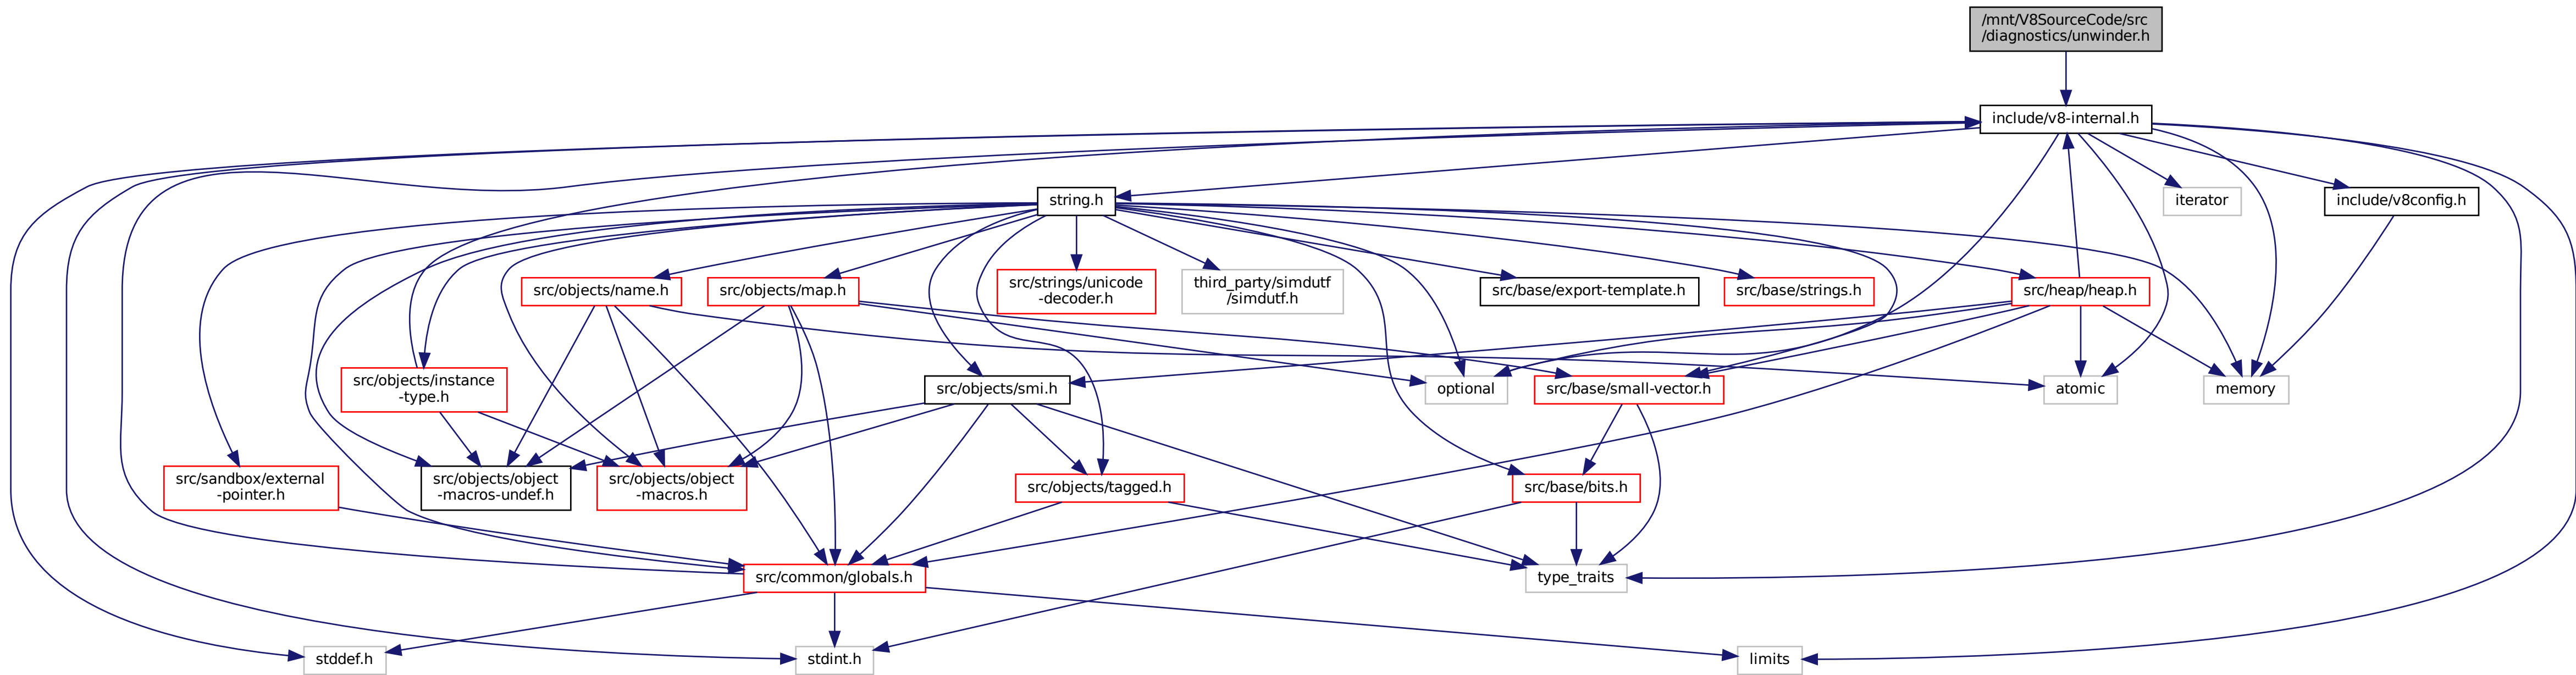 /mnt/V8SourceCode/src
/diagnostics/unwinder.h
include/v8-internal.h
string.h
iterator
include/v8config.h
src/objects/name.h
src/objects/map.h
src/strings/unicode
-decoder.h
third_party/simdutf
/simdutf.h
src/base/export-template.h
src/base/strings.h
src/heap/heap.h
src/objects/instance
-type.h
src/objects/smi.h
optional
src/base/small-vector.h
atomic
memory
src/sandbox/external
-pointer.h
src/objects/object
-macros-undef.h
src/objects/object
-macros.h
src/objects/tagged.h
src/base/bits.h
src/common/globals.h
type_traits
stddef.h
stdint.h
limits